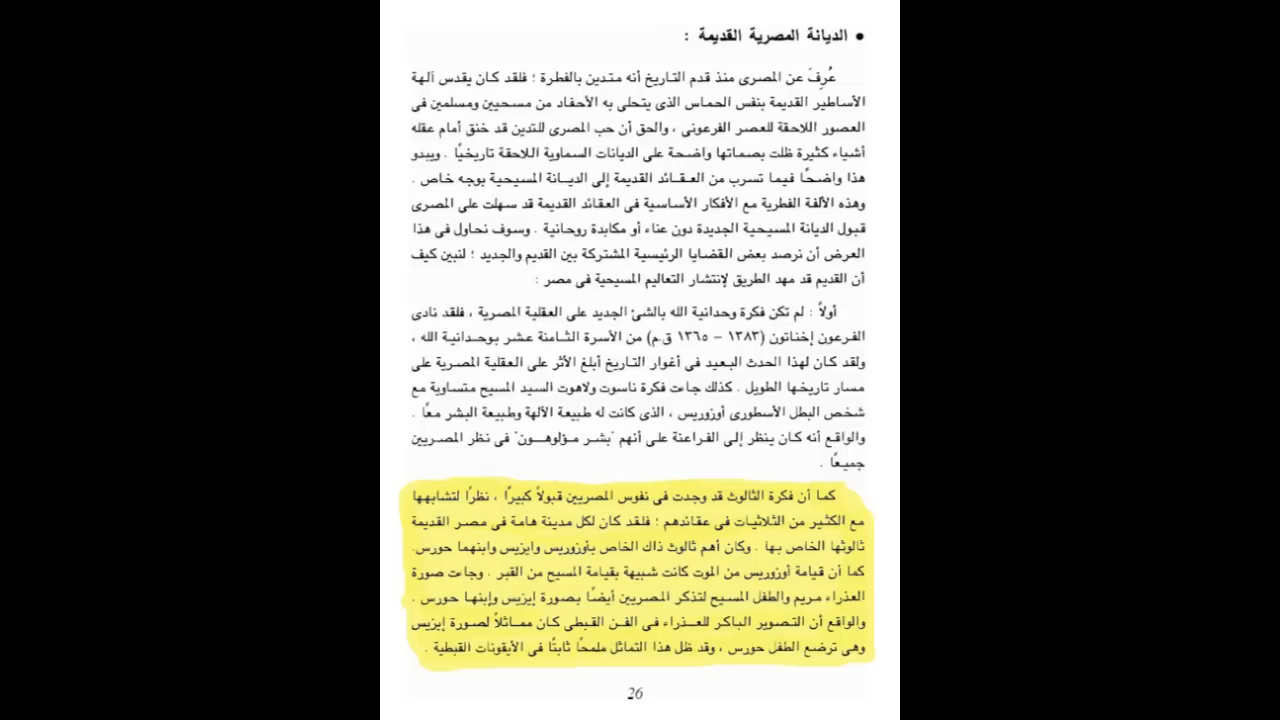 • الديانة المصرية القديمة :
عُرِفَ عن المصرى منذ قدم التاريخ أنه متدين بالفطرة ؛ فلقد كان يقدس آلهة
الأساطير القديمة بنفس الحماس الذى يتحلى به الأحفاد من مسحيين ومسلمين فى
العصور اللاحقة للعصر الفرعونى ، والحق أن حب المصرى للتدين قد خنق أمام عقله
أشياء كثيرة ظلت بصماتها واضحة على الديانات السماوية اللاحقة تاريخيًا . ويبدو
هذا واضحًا فيما تسرب من العقائد القديمة إلى الديانة المسيحية بوجه خاص .
وهذه الألفة الفطرية مع الأفكار الأساسية فى العقائد القديمة قد سهلت على المصرى
قبول الديانة المسيحية الجديدة دون عناء أو مكابدة روحانية . وسوف نحاول فى هذا
العرض أن نرصد بعض القضايا الرئيسية المشتركة بين القديم والجديد ؛ لنبين كيف
أن القديم قد مهد الطريق لإنتشار التعاليم المسيحية فى مصر :
أولاً : لم تكن فكرة وحدانية الله بالشئ الجديد على العقلية المصرية ، فلقد نادى
الفرعون إخناتون (١٣٨٣ – ١٣٦٥ ق.م) من الأسرة الثامنة عشر بوحدانية الله ،
ولقد كان لهذا الحدث البعيد فى أغوار التاريخ أبلغ الأثر على العقلية المصرية على
مسار تاريخها الطويل . كذلك جاءت فكرة ناسوت ولاهوت السيد المسيح متساوية مع
شخص البطل الأسطورى أوزوريس ، الذى كانت له طبيعة الآلهة وطبيعة البشر معًا .
والواقع أنه كان ينظر إلى الفراعنة على أنهم "بشر مؤلوهون" فى نظر المصريين
جميعًا .
كما أن فكرة الثالوث قد وجدت فى نفوس المصريين قبولاً كبيرًا ، نظرًا لتشابهها
مع الكثير من الثلاثيات فى عقائدهم ؛ فلقد كان لكل مدينة هامة فى مصر القديمة
ثالوثها الخاص بها . وكان أهم ثالوث ذاك الخاص بأوزوريس وايزيس وابنهما حورس.
كما أن قيامة أوزوريس من الموت كانت شبيهة بقيامة المسيح من القبر . وجاءت صورة
العذراء مريم والطفل المسيح لتذكر المصريين أيضًا بصورة إيزيس وإبنها حورس .
والواقع أن التصوير الباكر للعذراء فى الفن القبطى كان مماثلاً لصورة إيزيس
وهى ترضع الطفل حورس ، وقد ظل هذا التماثل ملمحًا ثابتًا فى الأيقونات القبطية .
26